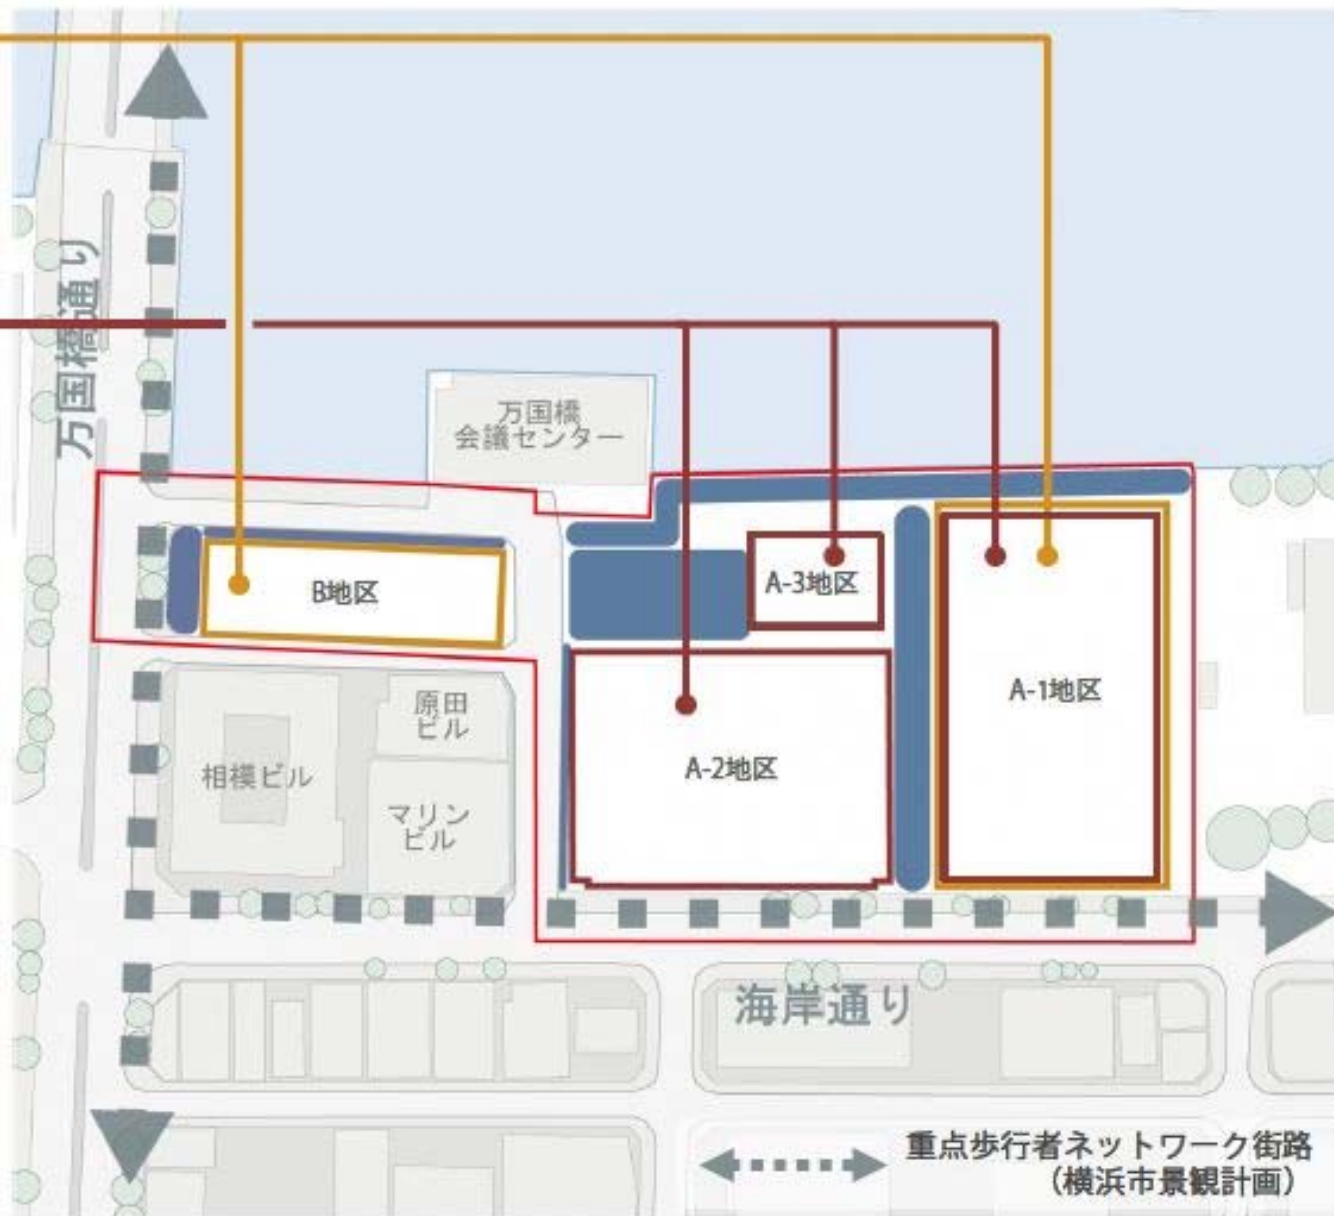 万国橋通り
万国橋
会議センター
B地区
A-3地区
A-1地区
A-2地区
原田
ビル
相模ビル
マリン
ビル
海岸通り
重点歩行者ネットワーク街路
（横浜市景観計画）